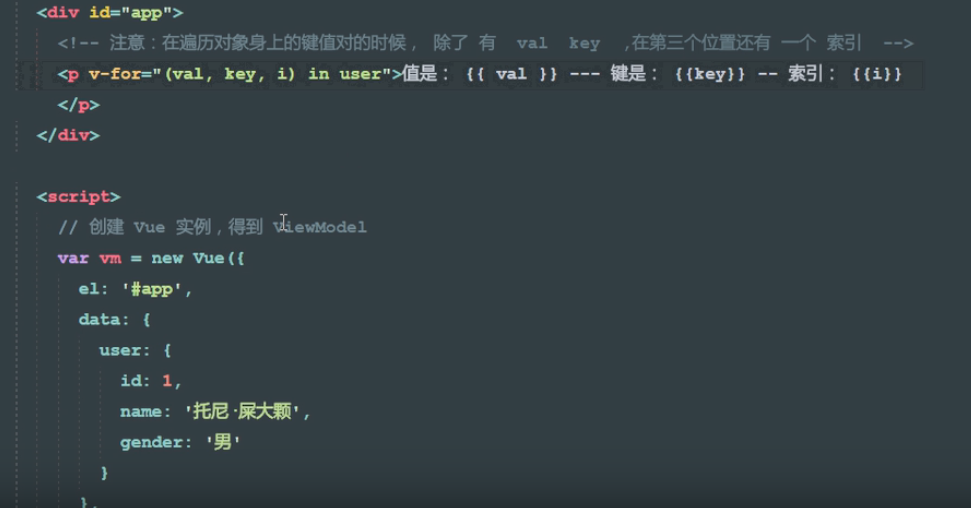 <div id="app">
<!-- 注意：在遍历对象身上的键值对的时候， 除了 有 val key ,在第三个位置还有 一个 索引 -->
<p v-for="(val, key, i) in user">值是： {{ val }} --- 键是： {{key}} -- 索引： {{i}}
</p>
</div>
<script>
// 创建 Vue 实例，得到 ViewModel
var vm = new Vue({
el: '#app',
data: {
user: {
id: 1,
name: '托尼·屎大颗',
gender: '男'
}
},